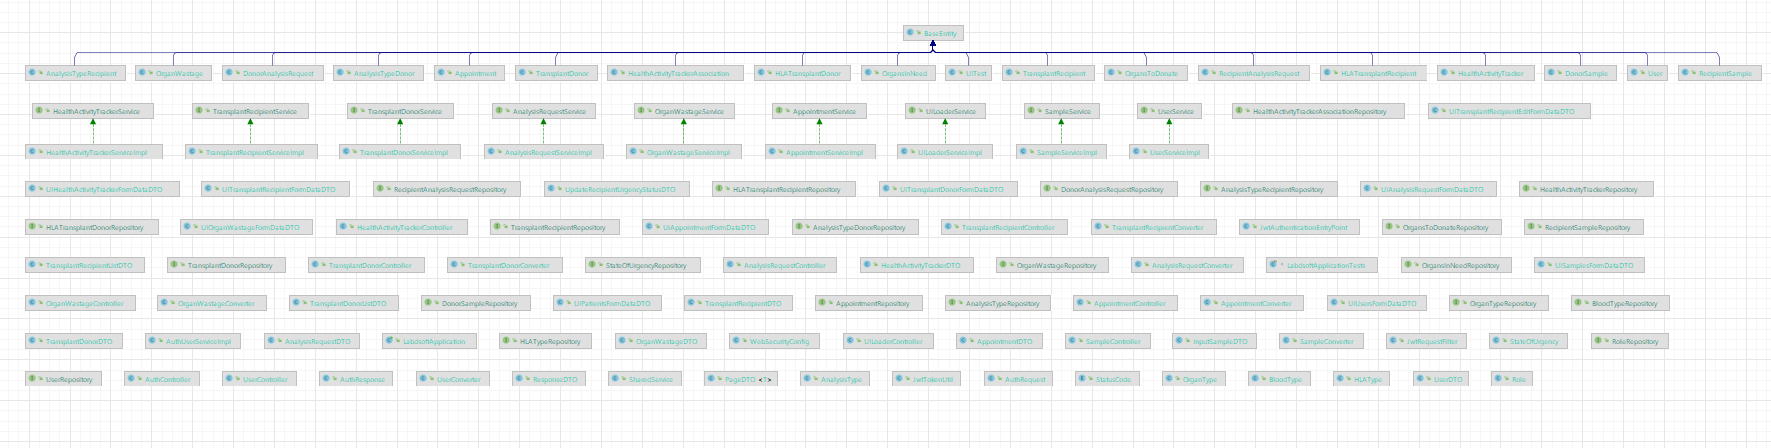 BaseEntity
AnalysisTypeRecipient OrganWastage DonorAnalysisRequest AnalysisTypeDonor Appointment TransplantDonor HealthActivityTrackerAssociation HLATransplantDonor OrgansInNeed UITest TransplantRecipient OrgansToDonate RecipientAnalysisRequest HLATransplantRecipient HealthActivityTracker DonorSample User RecipientSample
HealthActivityTrackerService TransplantRecipientService TransplantDonorService AnalysisRequestService OrganWastageService AppointmentService UILoaderService SampleService UserService HealthActivityTrackerAssociationRepository UITransplantRecipientEditFormDataDTO
HealthActivityTrackerServiceImpl TransplantRecipientServiceImpl TransplantDonorServiceImpl AnalysisRequestServiceImpl OrganWastageServiceImpl AppointmentServiceImpl UILoaderServiceImpl SampleServiceImpl UserServiceImpl
UIHealthActivityTrackerFormDataDTO UITransplantRecipientFormDataDTO RecipientAnalysisRequestRepository UpdateRecipientUrgencyStatusDTO HLATransplantRecipientRepository UITransplantDonorFormDataDTO DonorAnalysisRequestRepository AnalysisTypeRecipientRepository UIAnalysisRequestFormDataDTO HealthActivityTrackerRepository
HLATransplantDonorRepository UIOrganWastageFormDataDTO HealthActivityTrackerController TransplantRecipientRepository UIAppointmentFormDataDTO AnalysisTypeDonorRepository TransplantRecipientController TransplantRecipientConverter JwtAuthenticationEntryPoint OrgansToDonateRepository RecipientSampleRepository
TransplantRecipientListDTO TransplantDonorRepository TransplantDonorController TransplantDonorConverter StateOfUrgencyRepository AnalysisRequestController HealthActivityTrackerDTO OrganWastageRepository AnalysisRequestConverter LabdsoftApplicationTests OrgansInNeedRepository UISamplesFormDataDTO
OrganWastageController OrganWastageConverter TransplantDonorListDTO DonorSampleRepository UIPatientsFormDataDTO TransplantRecipientDTO AppointmentRepository AnalysisTypeRepository AppointmentController AppointmentConverter UIUsersFormDataDTO OrganTypeRepository BloodTypeRepository
TransplantDonorDTO AuthUserServiceImpl AnalysisRequestDTO LabdsoftApplication HLATypeRepository OrganWastageDTO WebSecurityConfig UILoaderController AppointmentDTO SampleController InputSampleDTO SampleConverter JwtRequestFilter StateOfUrgency RoleRepository
UserRepository AuthController UserController AuthResponse UserConverter ResponseDTO SharedService PageDTO <T> AnalysisType JwtTokenUtil AuthRequest StatusCode OrganType BloodType HLAType UserDTO Role